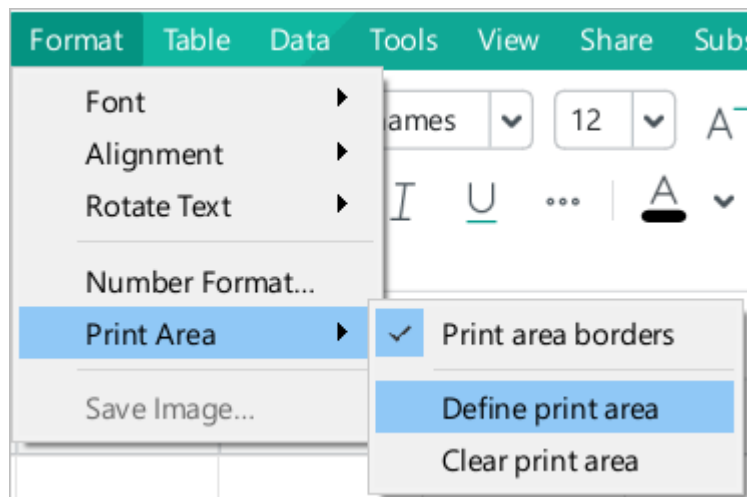 Format Table Data Tools View Share Subs
Font
Alignment
Rotate Text
Number Format...
Print Area
Save Image...
ames 12 A
I U A
Print area borders
Define print area
Clear print area